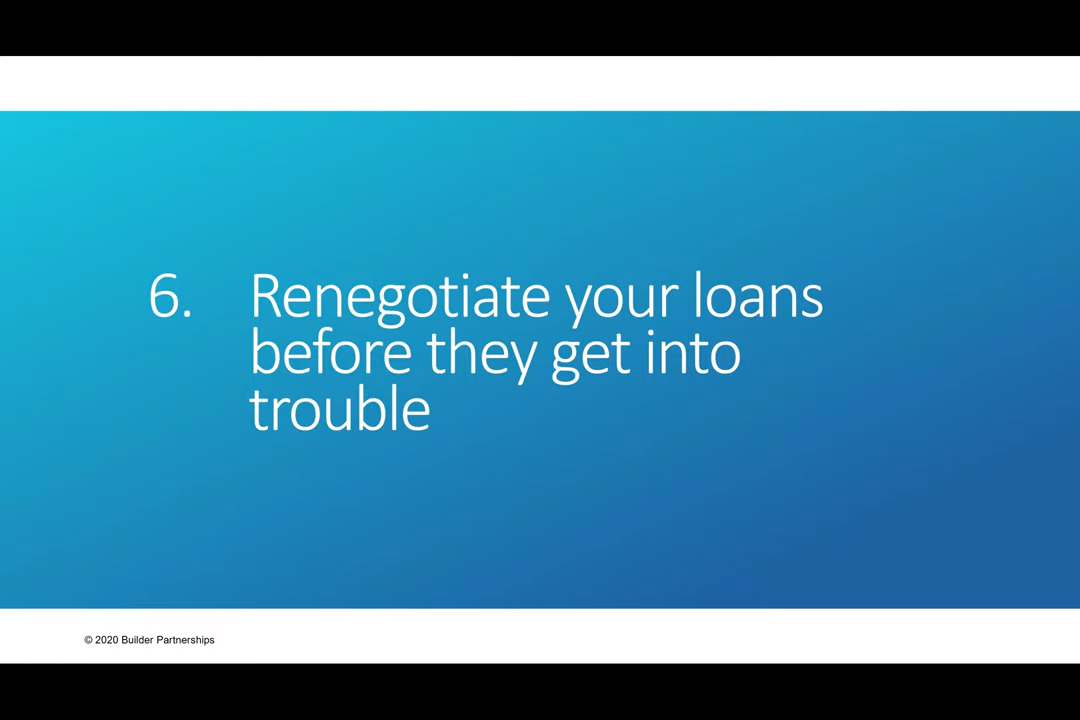 6. Renegotiate your loans
before they get into
trouble
© 2020 Builder Partnerships